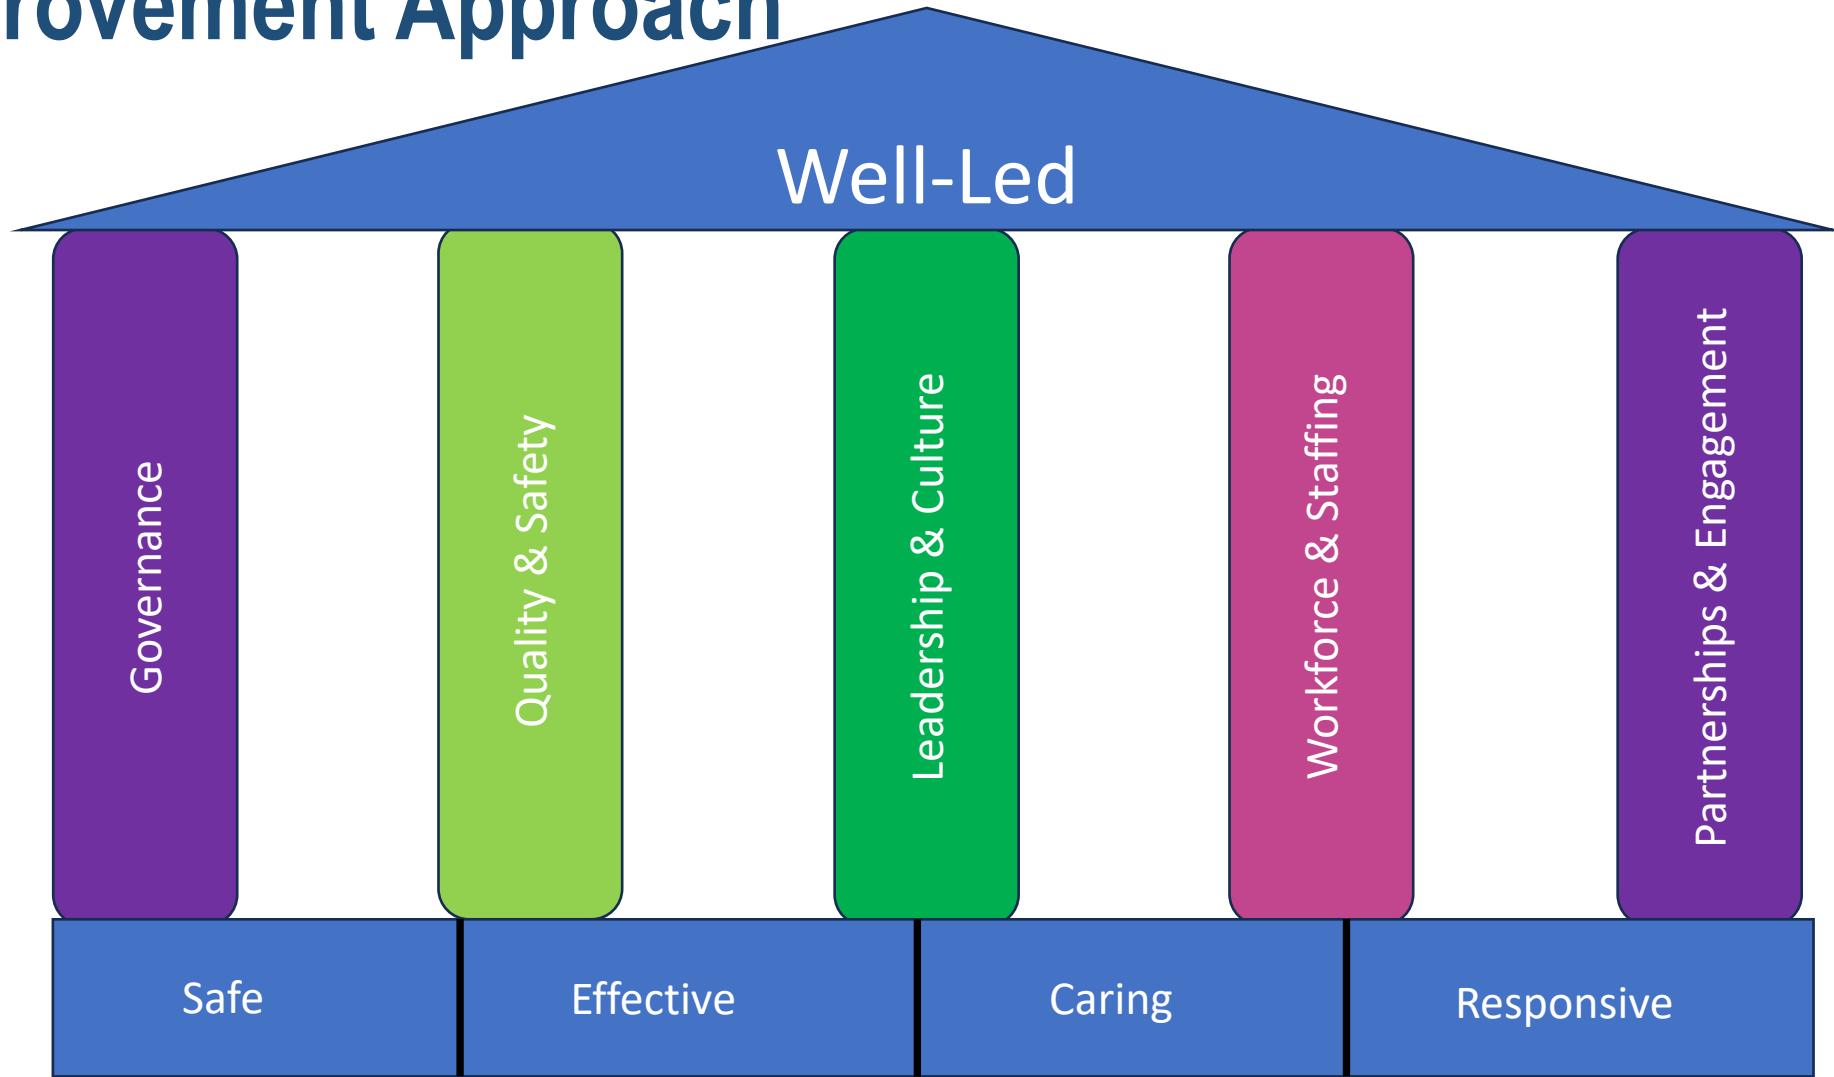 rovement Approach
Well-Led
Governance
Quality & Safety
Leadership & Culture
Workforce & Staffing
Partnerships & Engagement
Safe
Effective
Caring
Responsive